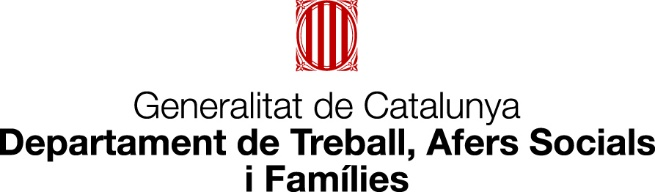 Generalitat de Catalunya
Departament de Treball, Afers Socials
i Famílies